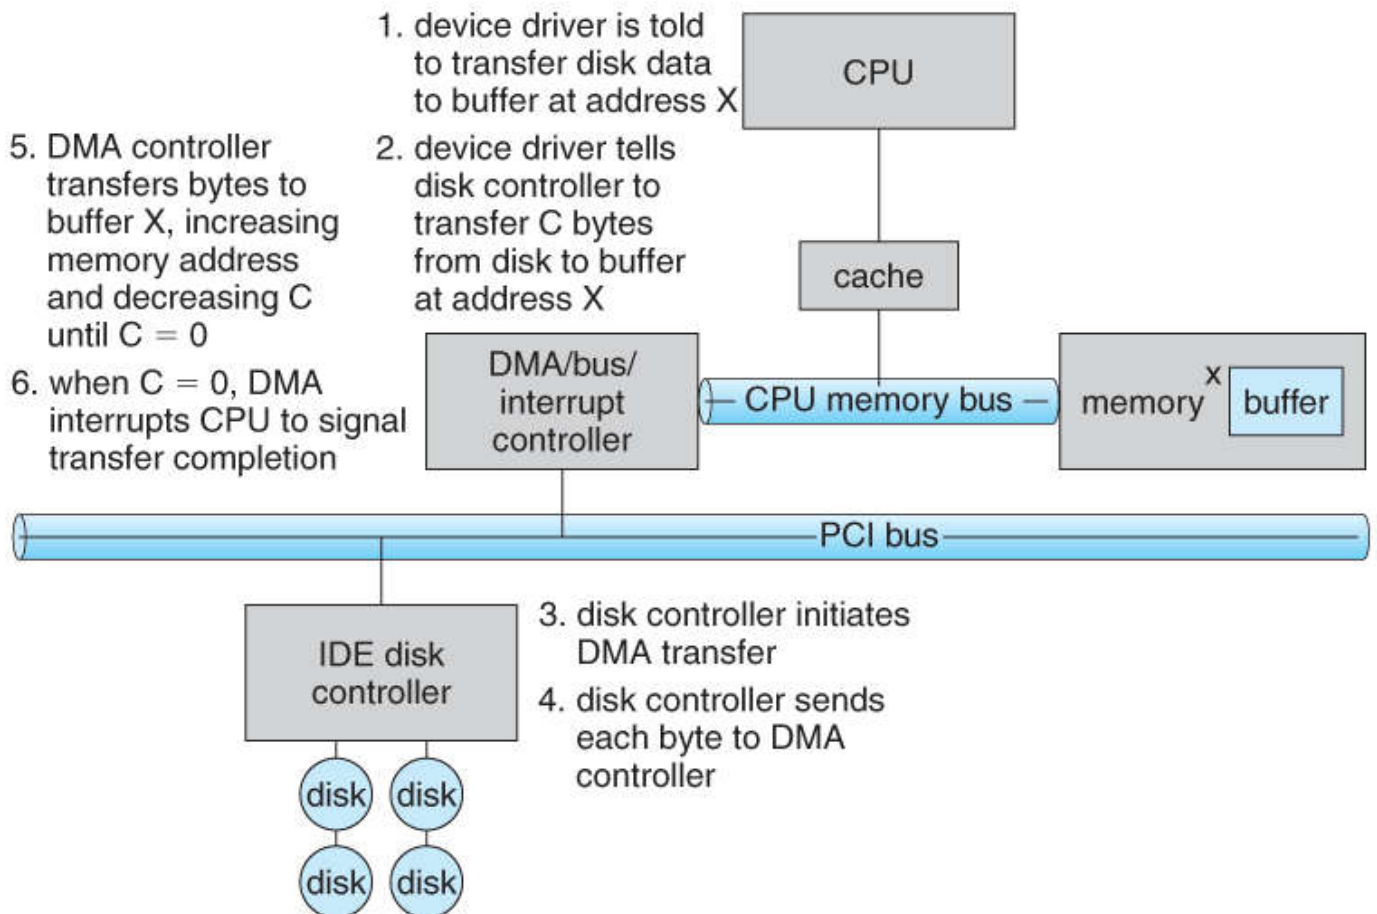 1. device driver is told
to transfer disk data
to buffer at address X
CPU
5. DMA controller
transfers bytes to
buffer X, increasing
memory address
and decreasing C
until C = 0
2. device driver tells
disk controller to
transfer C bytes
from disk to buffer
at address X
cache
6. when C = 0, DMA
interrupts CPU to signal
transfer completion
DMA/bus/
interrupt
controller
CPU memory bus
memory
x
buffer
PCI bus
IDE disk
controller
3. disk controller initiates
DMA transfer
4. disk controller sends
each byte to DMA
controller
disk
disk
disk
disk